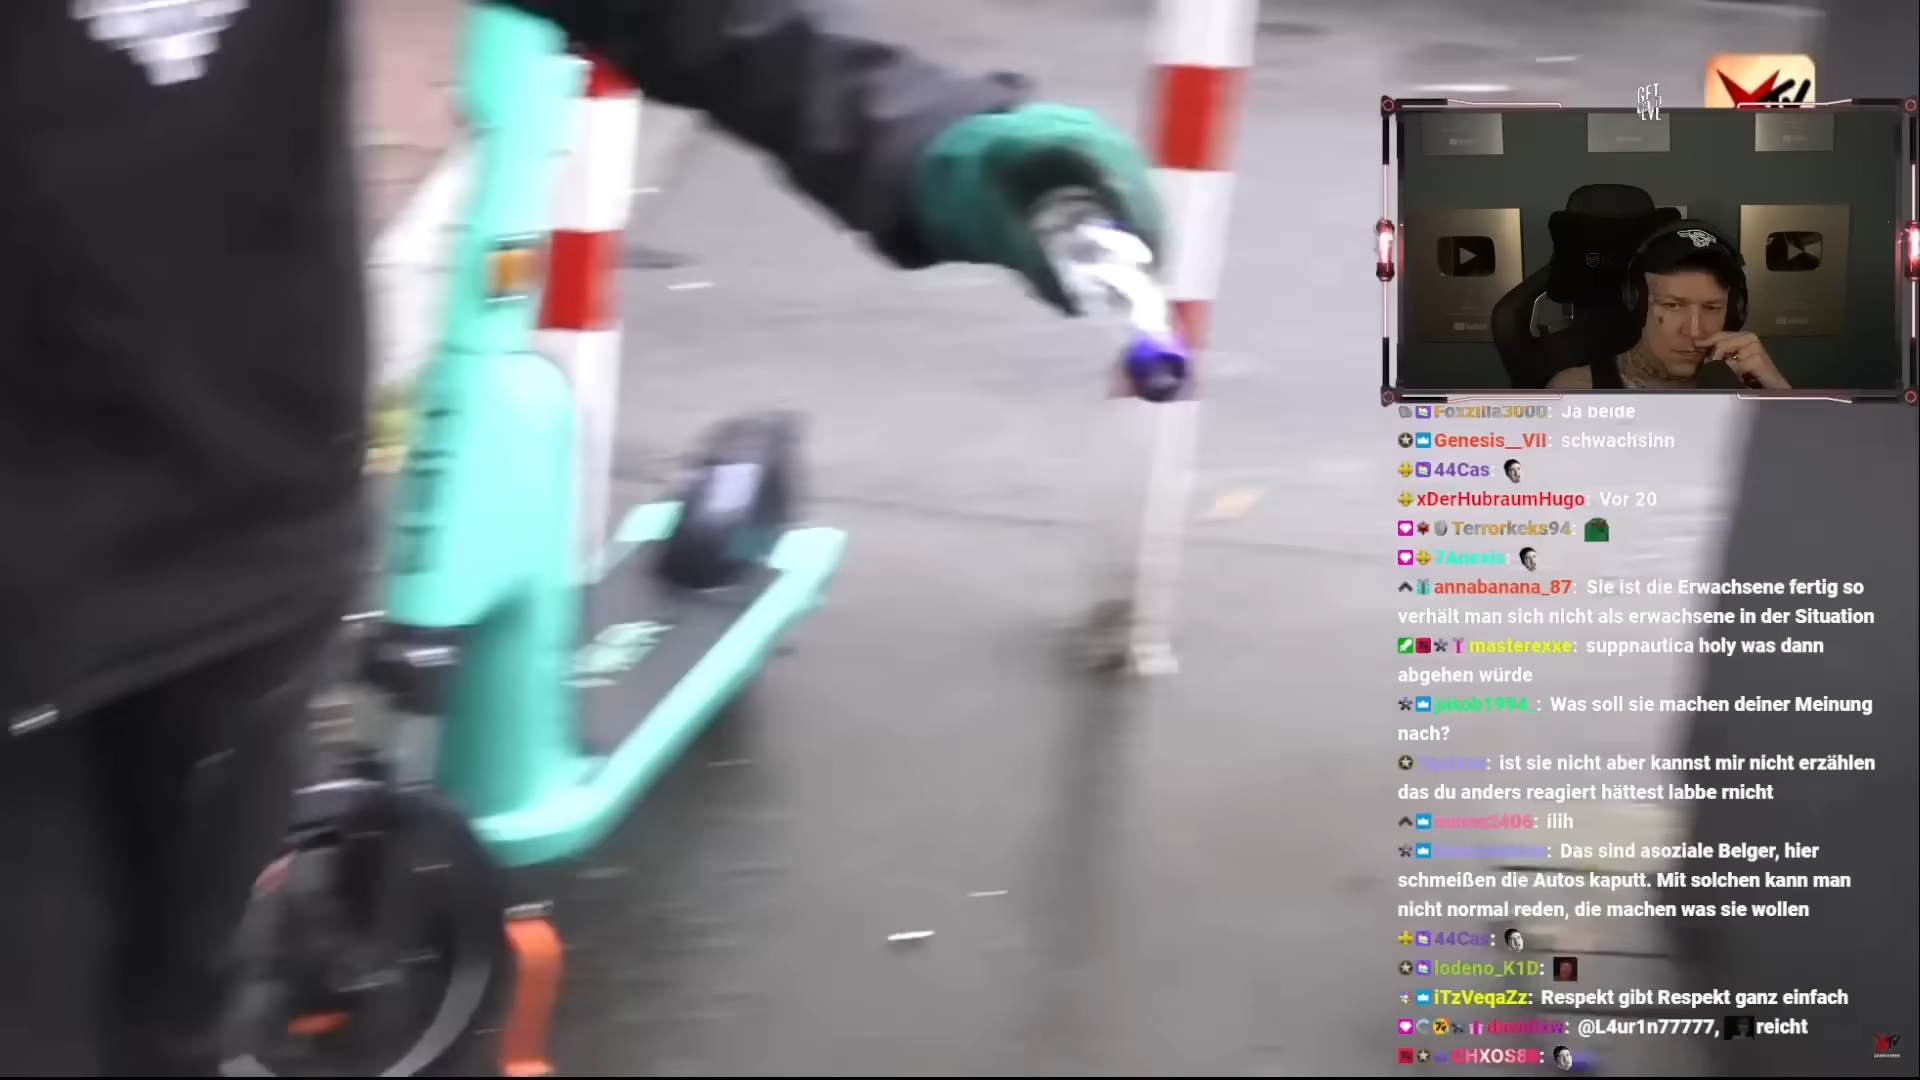 GET
TV
Foxzilla3000: Ja beide
Genesis__VII: schwachsinn
44Cas:
xDerHubraumHugo: Vor 20
Terrorkeks94:
7Anexis:
annabanana_87: Sie ist die Erwachsene fertig so
verhält man sich nicht als erwachsene in der Situation
masterexxe: suppnautica holy was dann
abgehen würde
jakob1994_: Was soll sie machen deiner Meinung
nach?
: ist sie nicht aber kannst mir nicht erzählen
das du anders reagiert hättest labbe rnicht
: iiih
: Das sind asoziale Belger, hier
schmeißen die Autos kaputt. Mit solchen kann man
nicht normal reden, die machen was sie wollen
44Cas:
lodeno_K1D:
iTzVeqaZz: Respekt gibt Respekt ganz einfach
: @L4ur1n77777, reicht
CHXOS88: